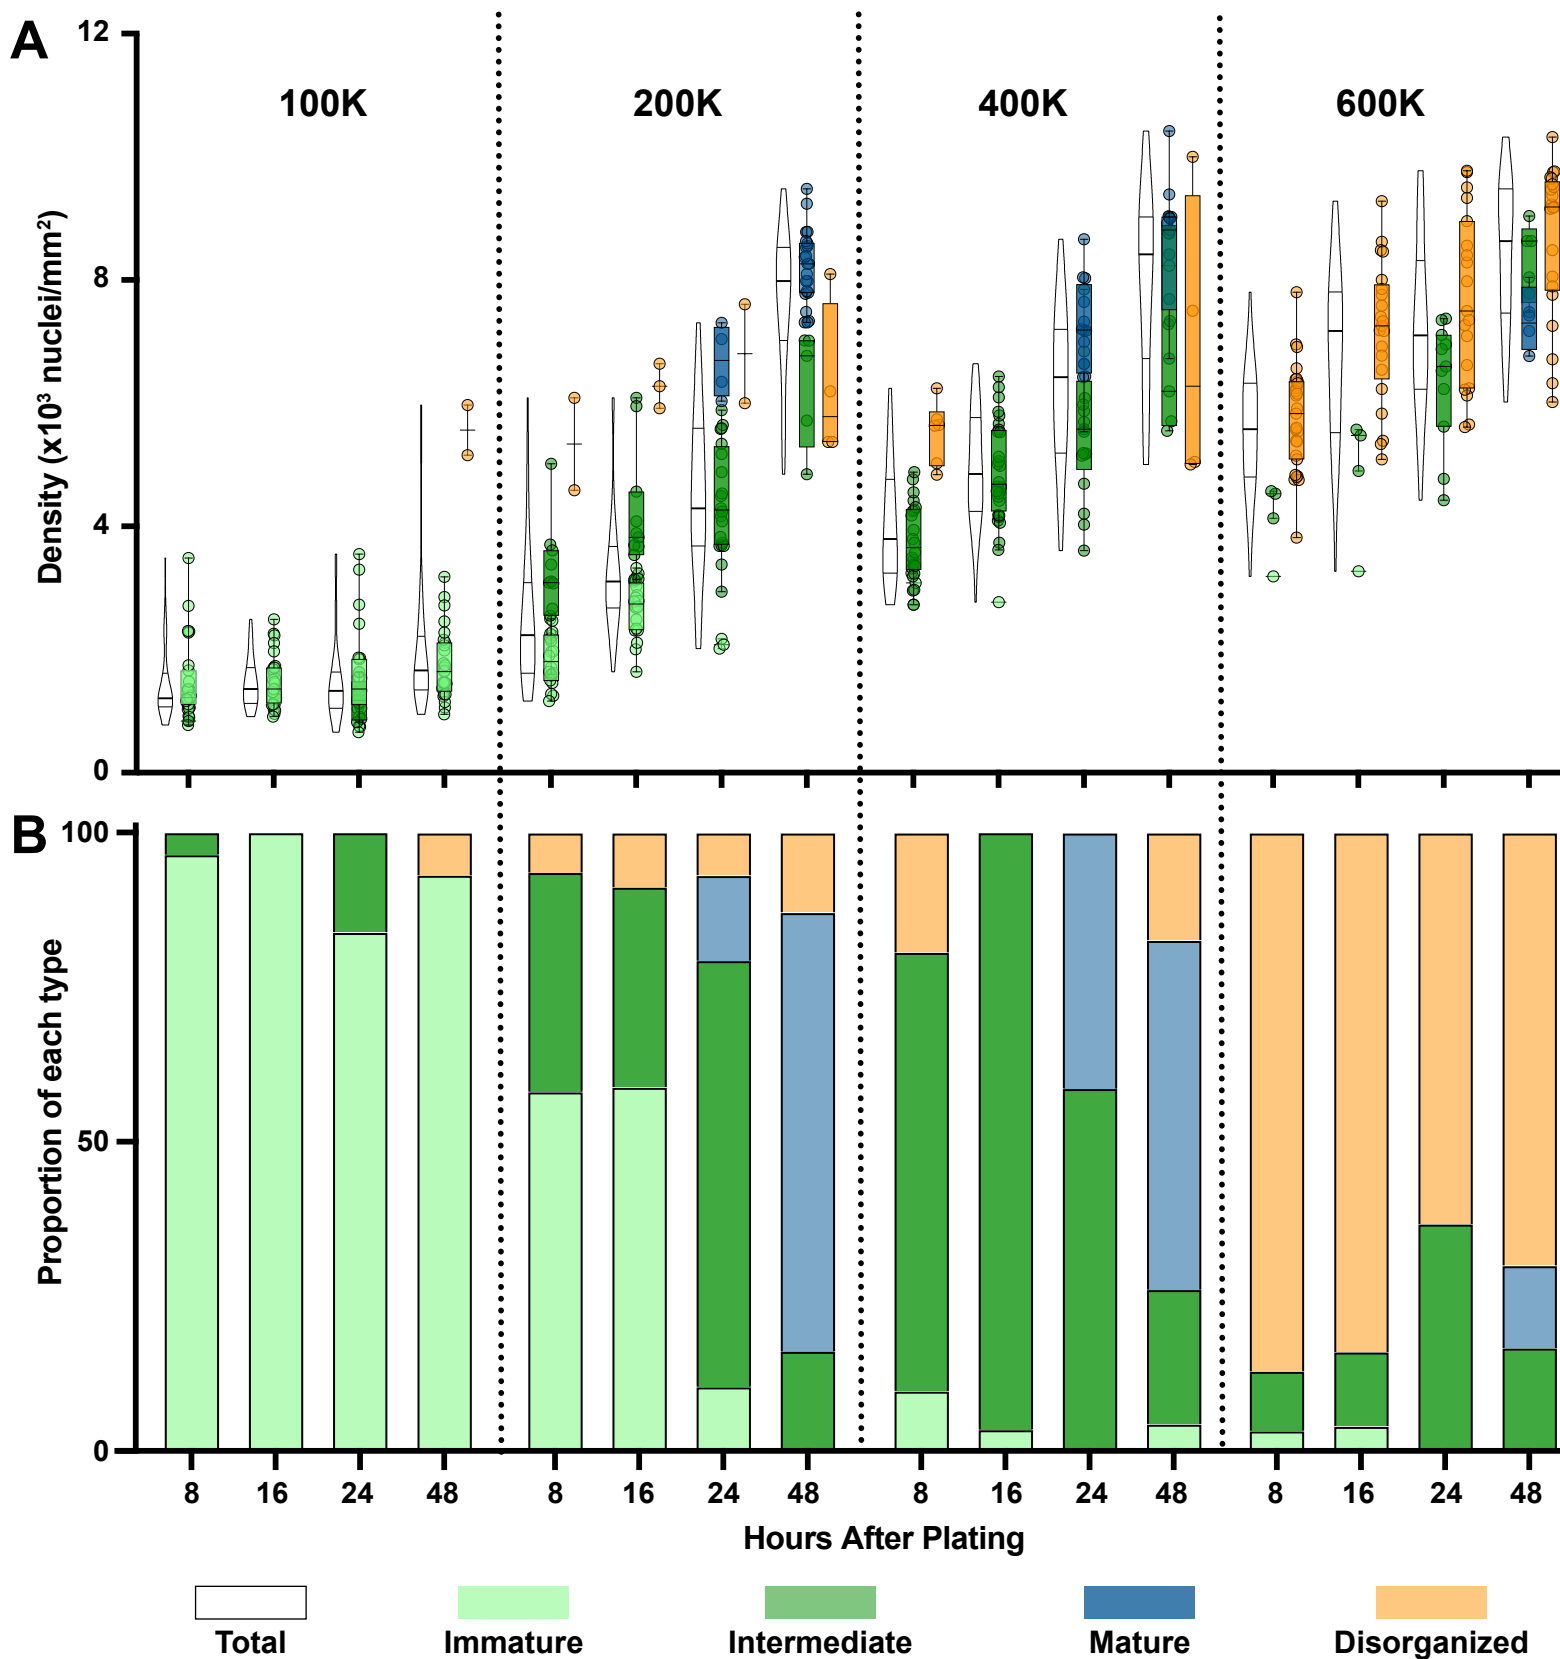 A
12
100K
200K
400K
600K
8
4
0
Density (x10³ nuclei/mm²)
B
100
50
0
Proportion of each type
8 16 24 48 8 16 24 48 8 16 24 48 8 16 24 48
Hours After Plating
Total Immature Intermediate Mature Disorganized